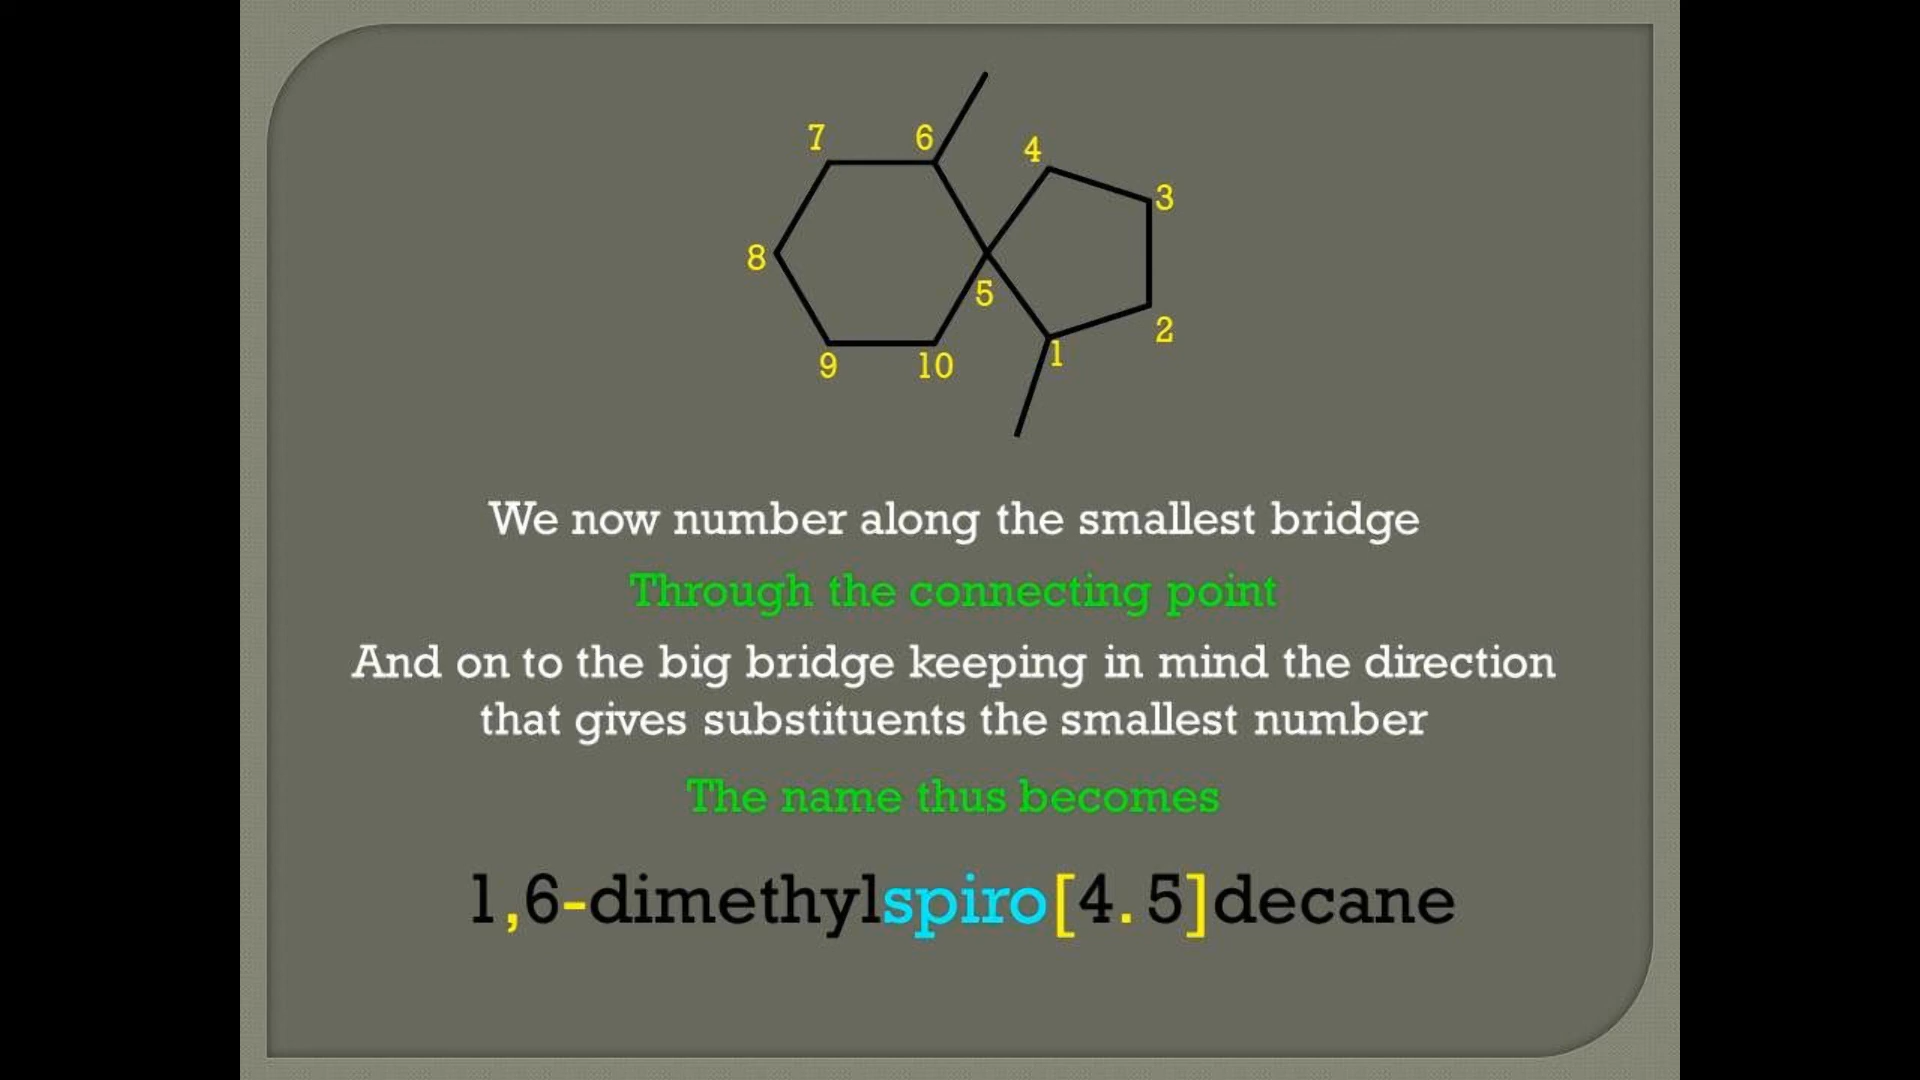 7 6 4
3
8
5
2
1
9 10
We now number along the smallest bridge
Through the connecting point
And on to the big bridge keeping in mind the direction
that gives substituents the smallest number
The name thus becomes
1,6-dimethylspiro[4.5]decane